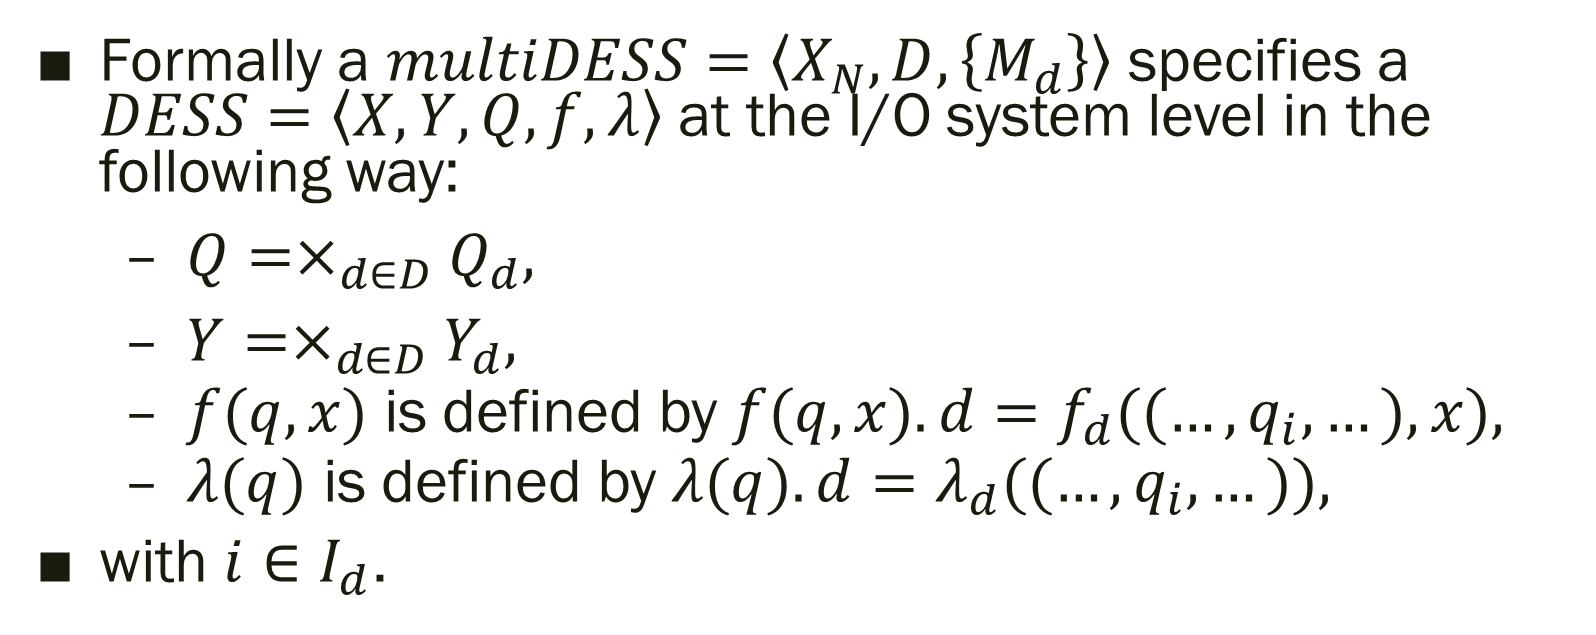 ■ Formally a multiDESS = ⟨X_N, D, {M_d}⟩ specifies a
DESS = ⟨X, Y, Q, f, λ⟩ at the I/O system level in the
following way:
– Q =×_{d∈D} Q_d,
– Y =×_{d∈D} Y_d,
– f(q, x) is defined by f(q, x). d = f_d((…, q_i, …), x),
– λ(q) is defined by λ(q). d = λ_d((…, q_i, …)),
■ with i ∈ I_d.